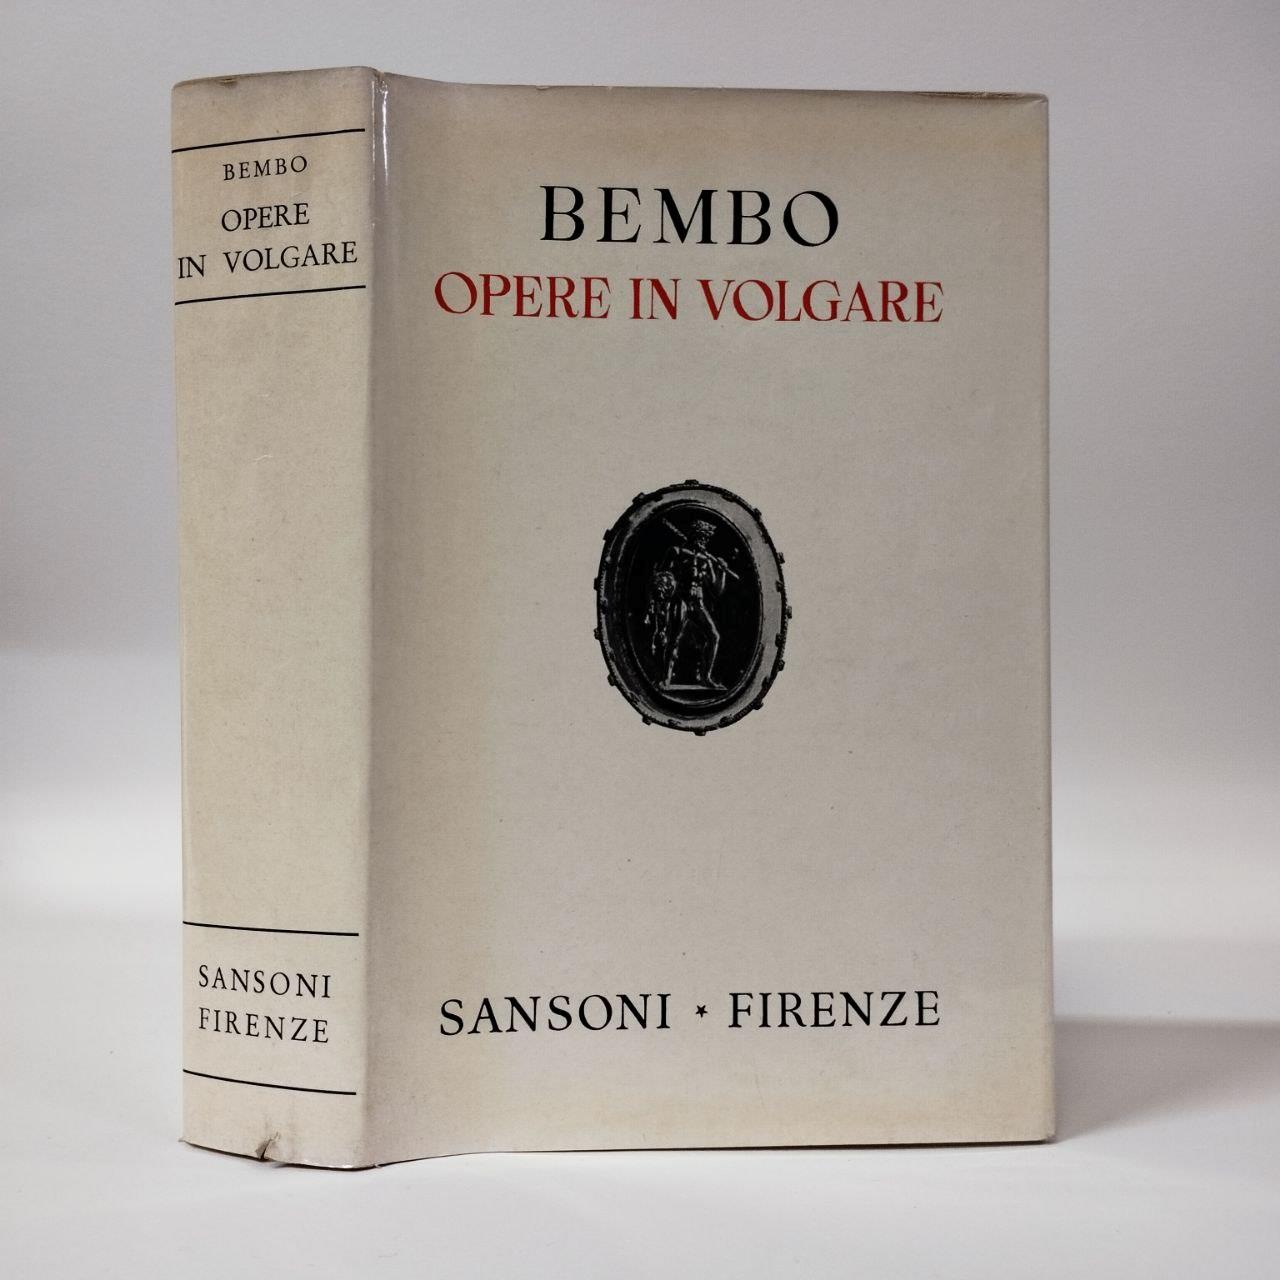 BEMBO
OPERE
IN VOLGARE
SANSONI
FIRENZE
BEMBO
OPERE IN VOLGARE
SANSONI ★ FIRENZE